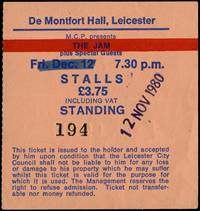 De Montfort Hall, Leicester
M.C.P. presents
THE JAM
plus Special Guests
Fri. Dec. 12 7.30 p.m.
STALLS
£3.75
INCLUDING VAT
STANDING
194
12 NOV 1980
This ticket is issued to the holder and accepted
by him upon condition that the Leicester City
Council shall not be liable to him for any loss
or damage to his property which he may suffer
whilst this ticket is valid for the purpose for
which it is used. The Management reserves the
right to refuse admission. Ticket not transfer-
able nor money refunded.